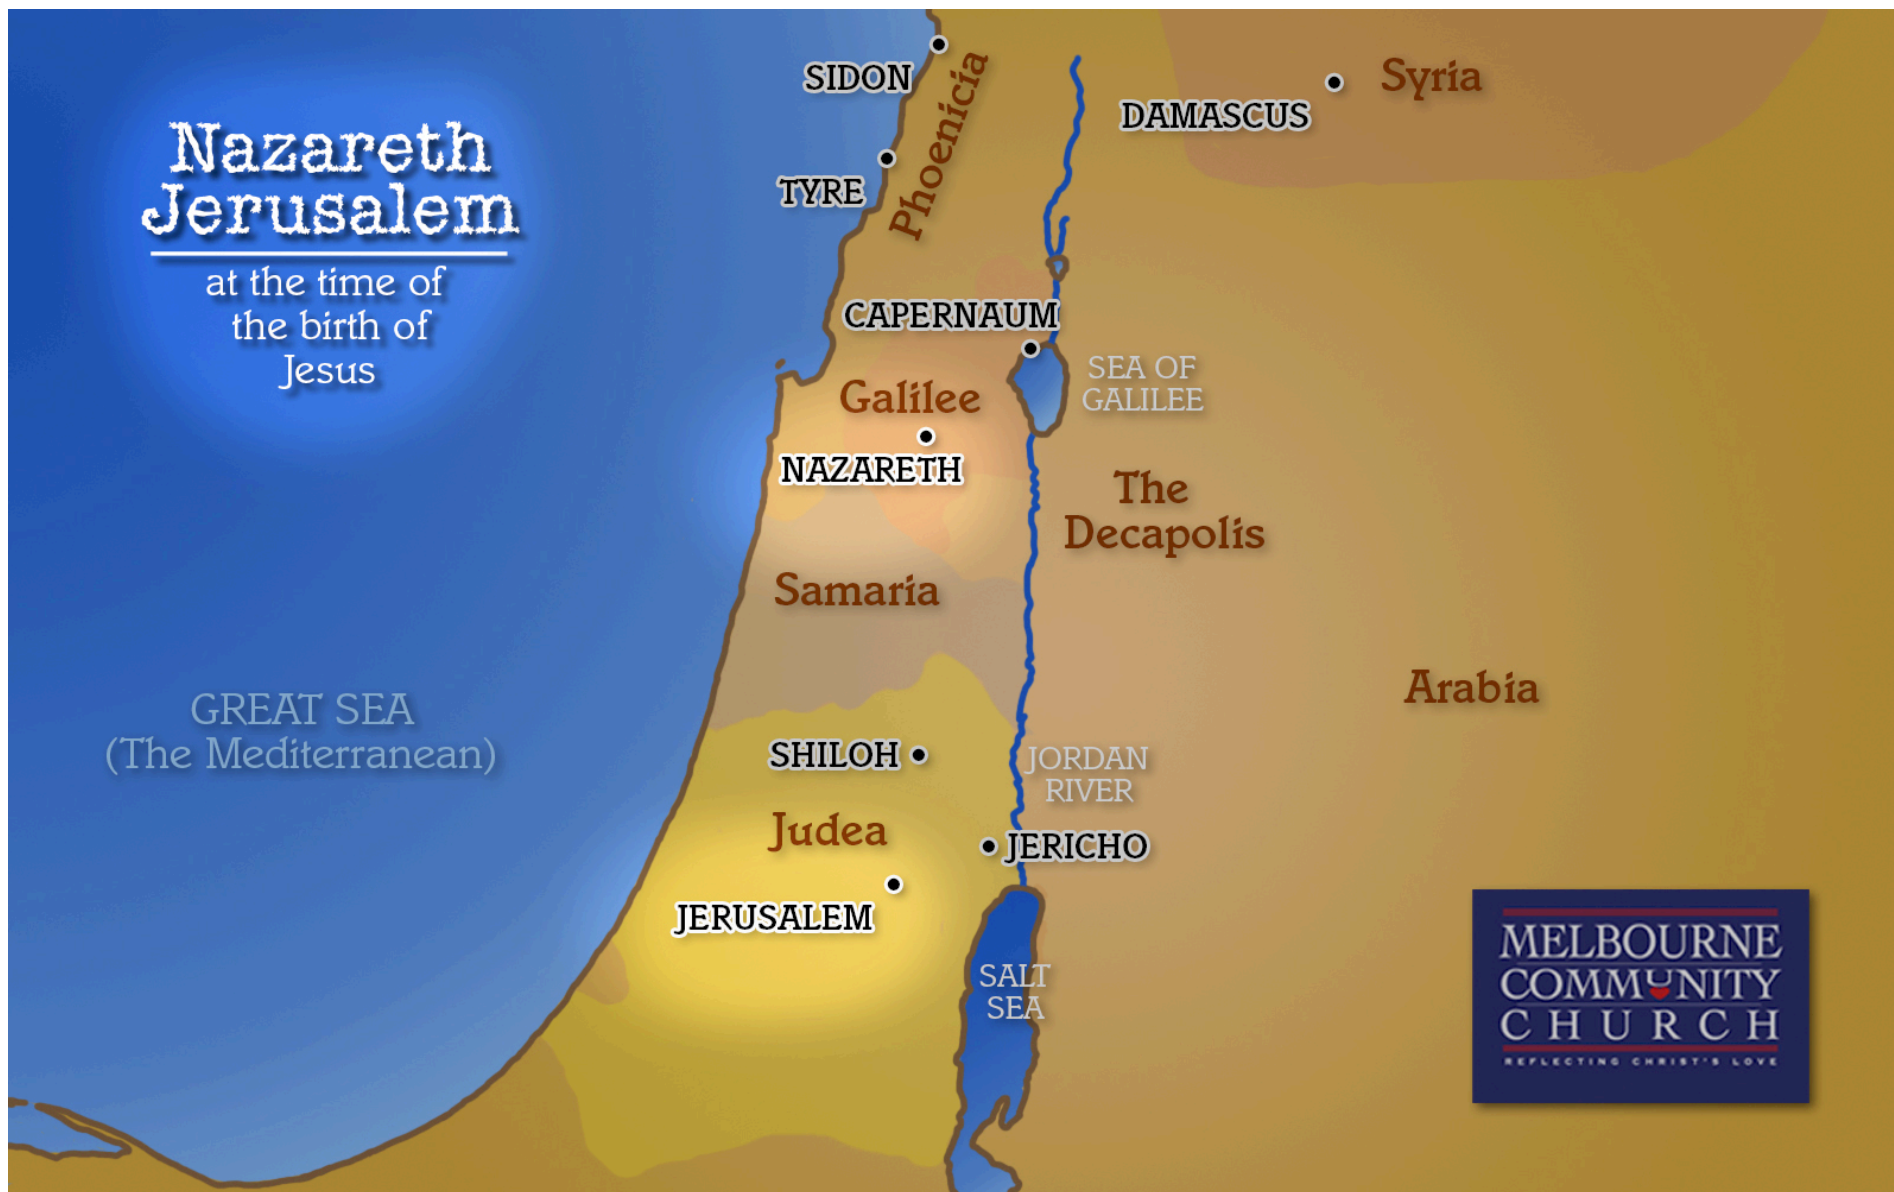 Nazareth
Jerusalem
at the time of
the birth of
Jesus
SIDON
Phoenicia
TYRE
DAMASCUS
Syria
CAPERNAUM
SEA OF
GALILEE
Galilee
NAZARETH
The
Decapolis
Samaria
Arabia
GREAT SEA
(The Mediterranean)
SHILOH
JORDAN
RIVER
Judea
JERICHO
JERUSALEM
SALT
SEA
MELBOURNE
COMMUNITY
CHURCH
REFLECTING CHRIST'S LOVE